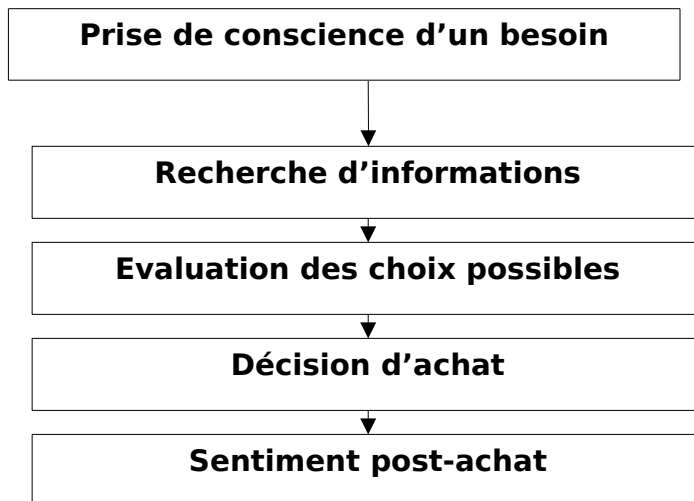 Prise de conscience d’un besoin
Recherche d’informations
Evaluation des choix possibles
Décision d’achat
Sentiment post-achat